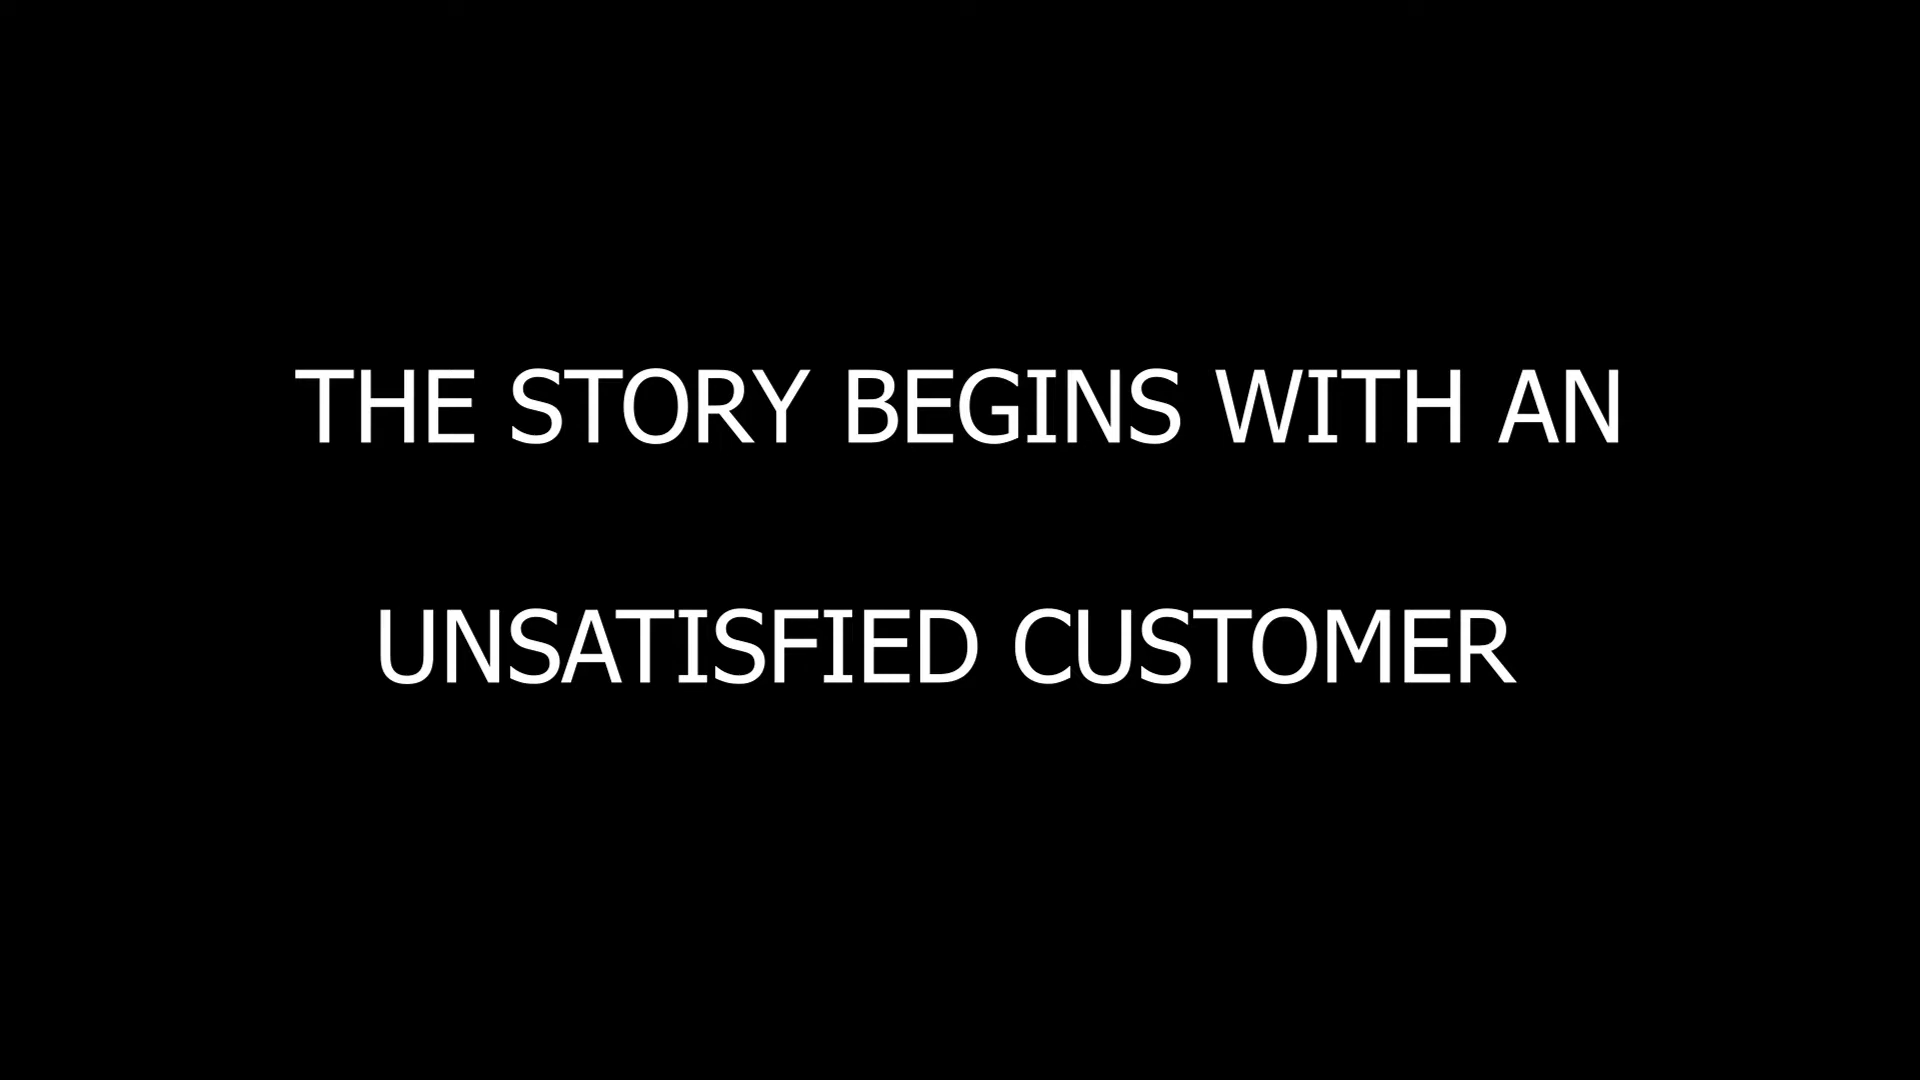 THE STORY BEGINS WITH AN
UNSATISFIED CUSTOMER